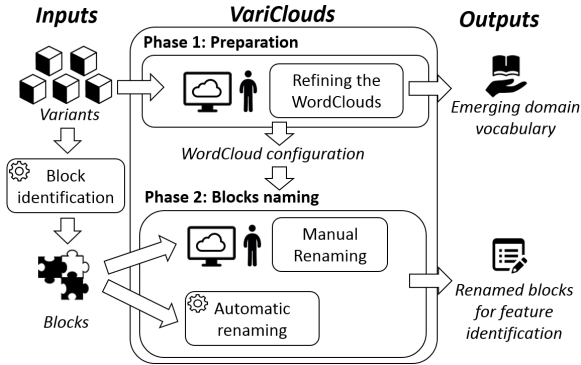 Inputs
VariClouds
Outputs
Phase 1: Preparation
Refining the
WordClouds
Variants
Emerging domain
vocabulary
WordCloud configuration
Block
identification
Phase 2: Blocks naming
Manual
Renaming
Automatic
renaming
Blocks
Renamed blocks
for feature
identification